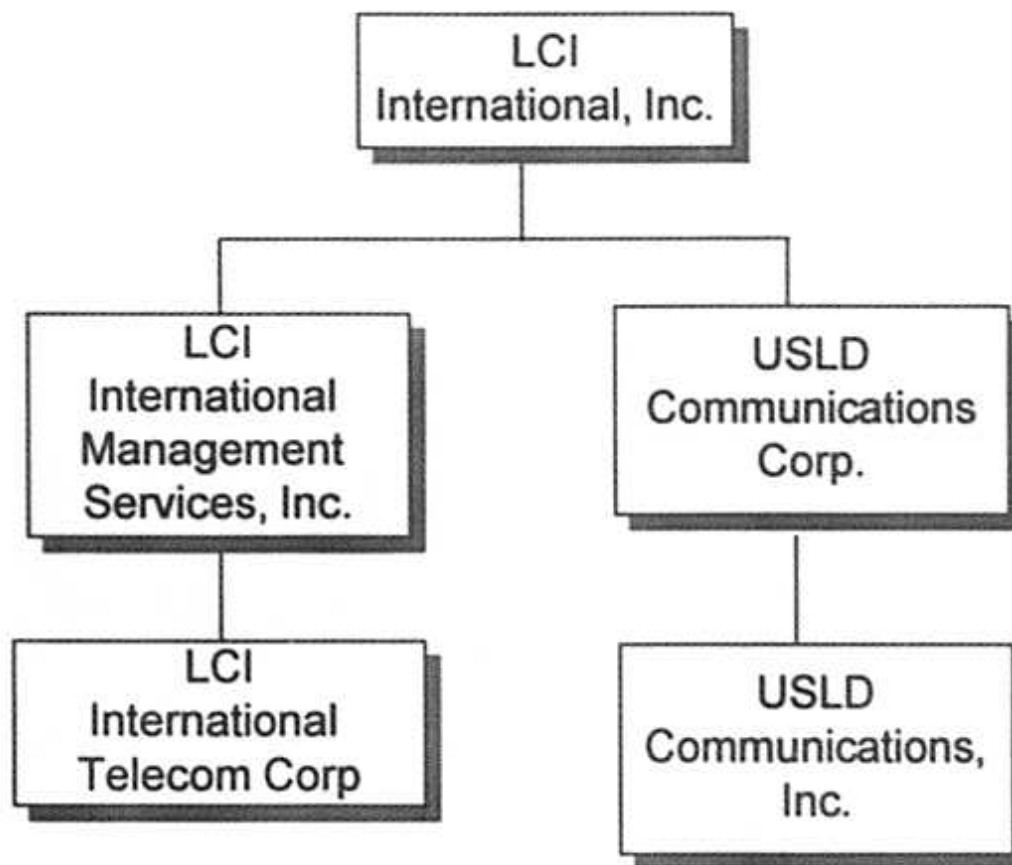 LCI
International, Inc.
LCI
International
Management
Services, Inc.
USLD
Communications
Corp.
LCI
International
Telecom Corp
USLD
Communications,
Inc.